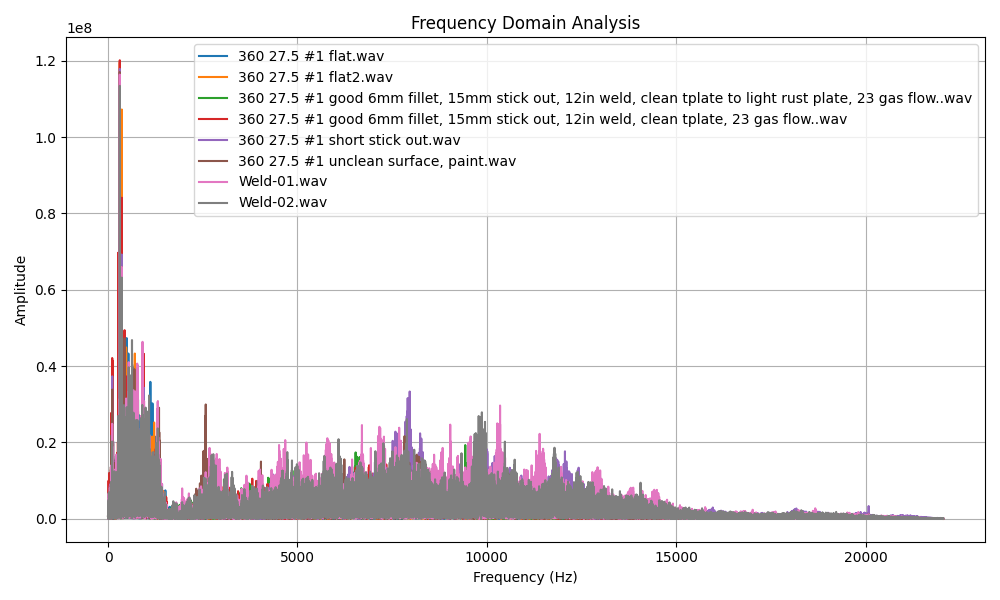 Frequency Domain Analysis
1e8
360 27.5 #1 flat.wav
360 27.5 #1 flat2.wav
360 27.5 #1 good 6mm fillet, 15mm stick out, 12in weld, clean tplate to light rust plate, 23 gas flow..wav
360 27.5 #1 good 6mm fillet, 15mm stick out, 12in weld, clean tplate, 23 gas flow..wav
360 27.5 #1 short stick out.wav
360 27.5 #1 unclean surface, paint.wav
Weld-01.wav
Weld-02.wav
1.2
1.0
0.8
0.6
0.4
0.2
0.0
Amplitude
0 5000 10000 15000 20000
Frequency (Hz)